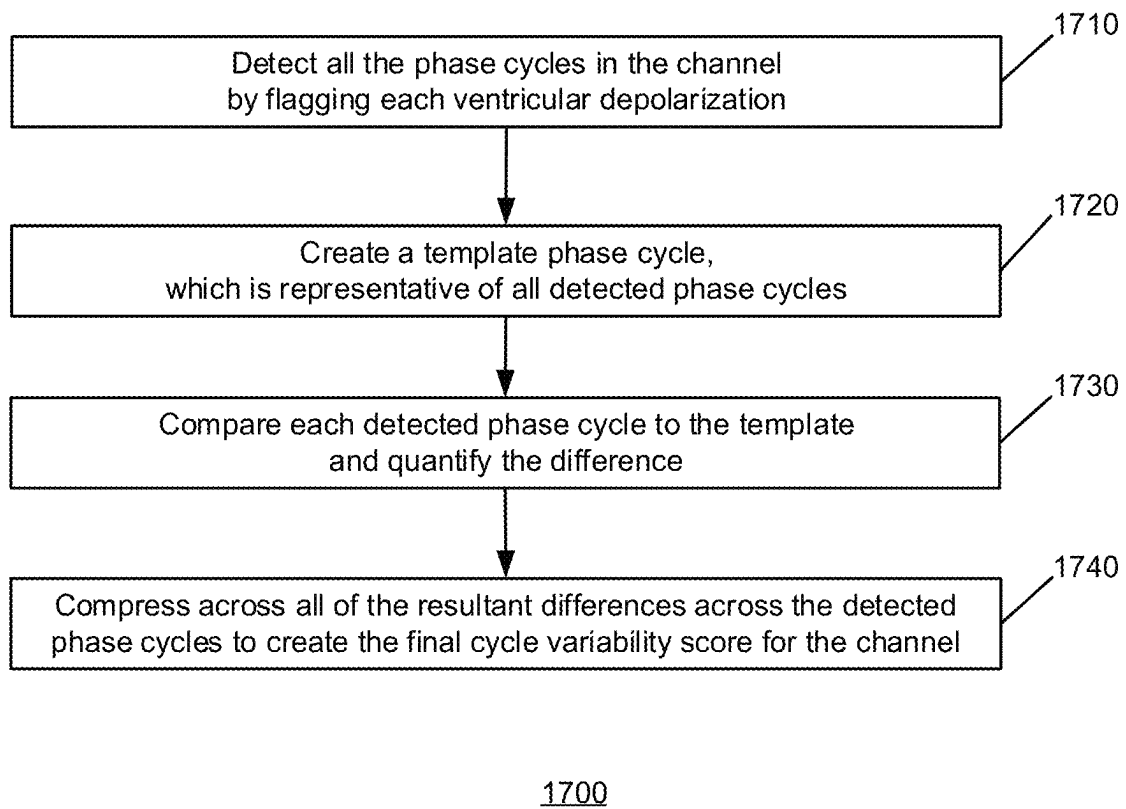 1710
Detect all the phase cycles in the channel
by flagging each ventricular depolarization
1720
Create a template phase cycle,
which is representative of all detected phase cycles
1730
Compare each detected phase cycle to the template
and quantify the difference
1740
Compress across all of the resultant differences across the detected
phase cycles to create the final cycle variability score for the channel
1700